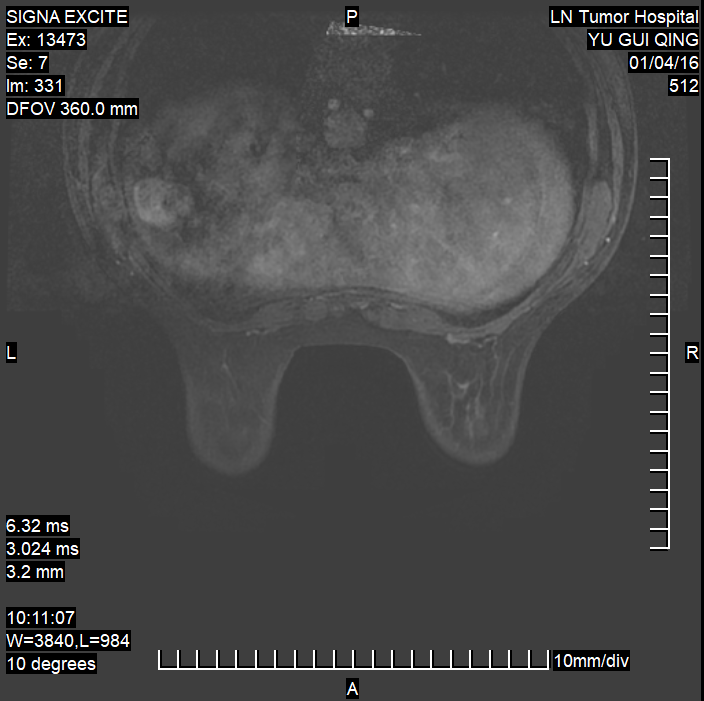 SIGNA EXCITE
Ex: 13473
Se: 7
Im: 331
DFOV 360.0 mm
P
LN Tumor Hospital
YU GUI QING
01/04/16
512
L
R
6.32 ms
3.024 ms
3.2 mm
10:11:07
W=3840,L=984
10 degrees
10mm/div
A